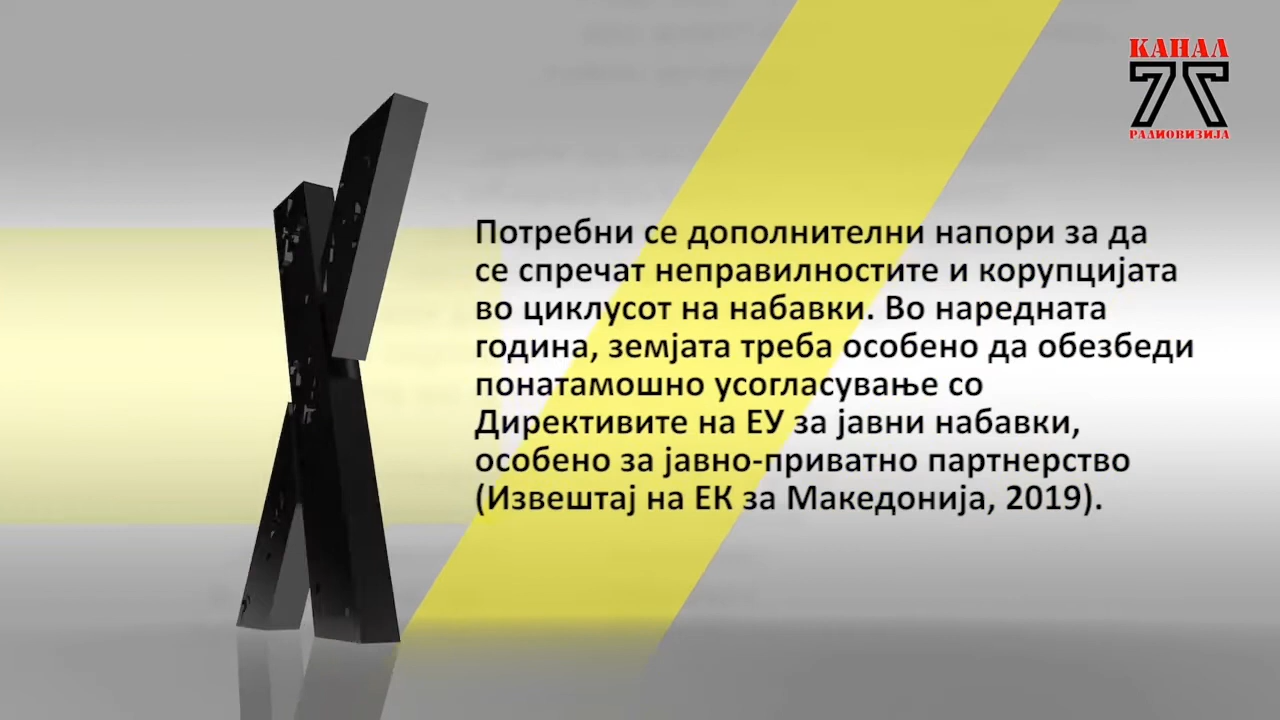 КАНАЛ
77
РАДИОВИЗИЈА
Потребни се дополнителни напори за да
се спречат неправилностите и корупцијата
во циклусот на набавки. Во наредната
година, земјата треба особено да обезбеди
понатамошно усогласување со
Директивите на ЕУ за јавни набавки,
особено за јавно-приватно партнерство
(Извештај на ЕК за Македонија, 2019).